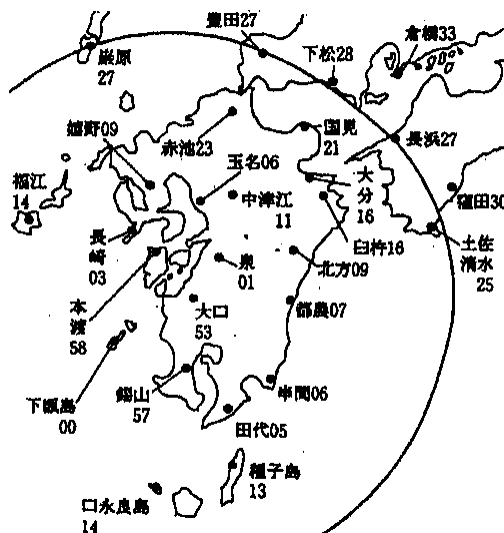 豊田27
下松28
倉橋33
厳原
27
国見
21
長浜27
嬉野09
赤池23
玉名06
福江
14
中津江
11
大分
16
窪田30
臼杵16
長崎
03
泉
01
北方09
土佐
清水
25
本渡
58
大口
53
都農07
下甑島
00
57
串間06
田代05
種子島
13
口永良島
14